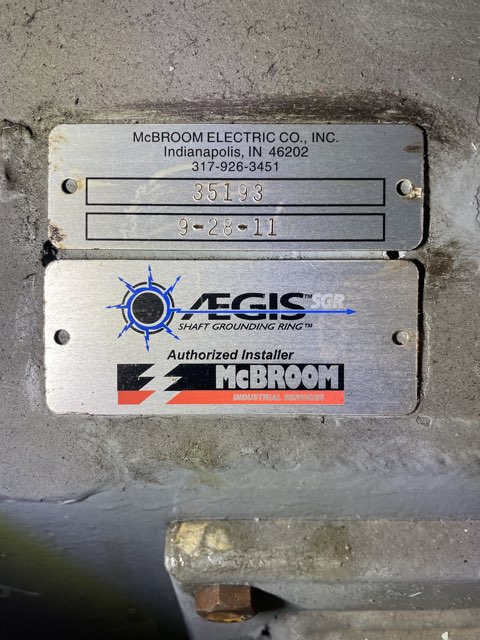 McBROOM ELECTRIC CO., INC.
Indianapolis, IN 46202
317-926-3451
35193
9-28-11
ÆGIS™ SGR
SHAFT GROUNDING RING™
Authorized Installer
McBROOM
INDUSTRIAL SERVICES